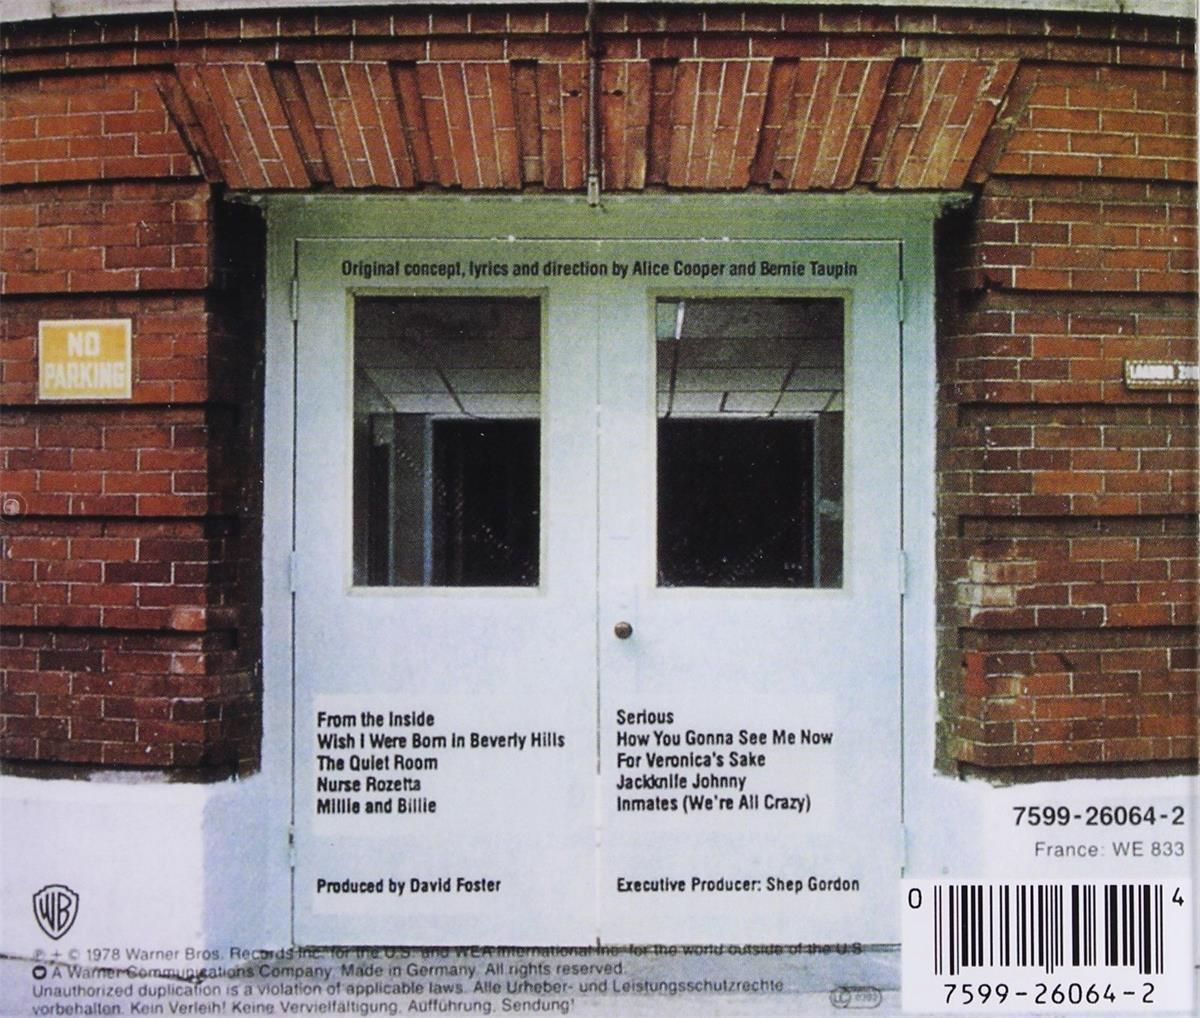 Original concept, lyrics and direction by Alice Cooper and Bernie Taupin
NO
PARKING
From the Inside
Wish I Were Born in Beverly Hills
The Quiet Room
Nurse Rozetta
Millie and Billie
Serious
How You Gonna See Me Now
For Veronica's Sake
Jackknife Johnny
Inmates (We're All Crazy)
Produced by David Foster
Executive Producer: Shep Gordon
7599-26064-2
France: WE 833
0 4
7599-26064-2
WB
℗ + © 1978 Warner Bros. Records Inc. for the U.S. and WEA International Inc. for the world outside of the U.S.
A Warner Communications Company. Made in Germany. All rights reserved.
Unauthorized duplication is a violation of applicable laws. Alle Urheber- und Leistungsschutzrechte
vorbehalten. Kein Verleih! Keine Vervielfältigung, Aufführung, Sendung!
LC